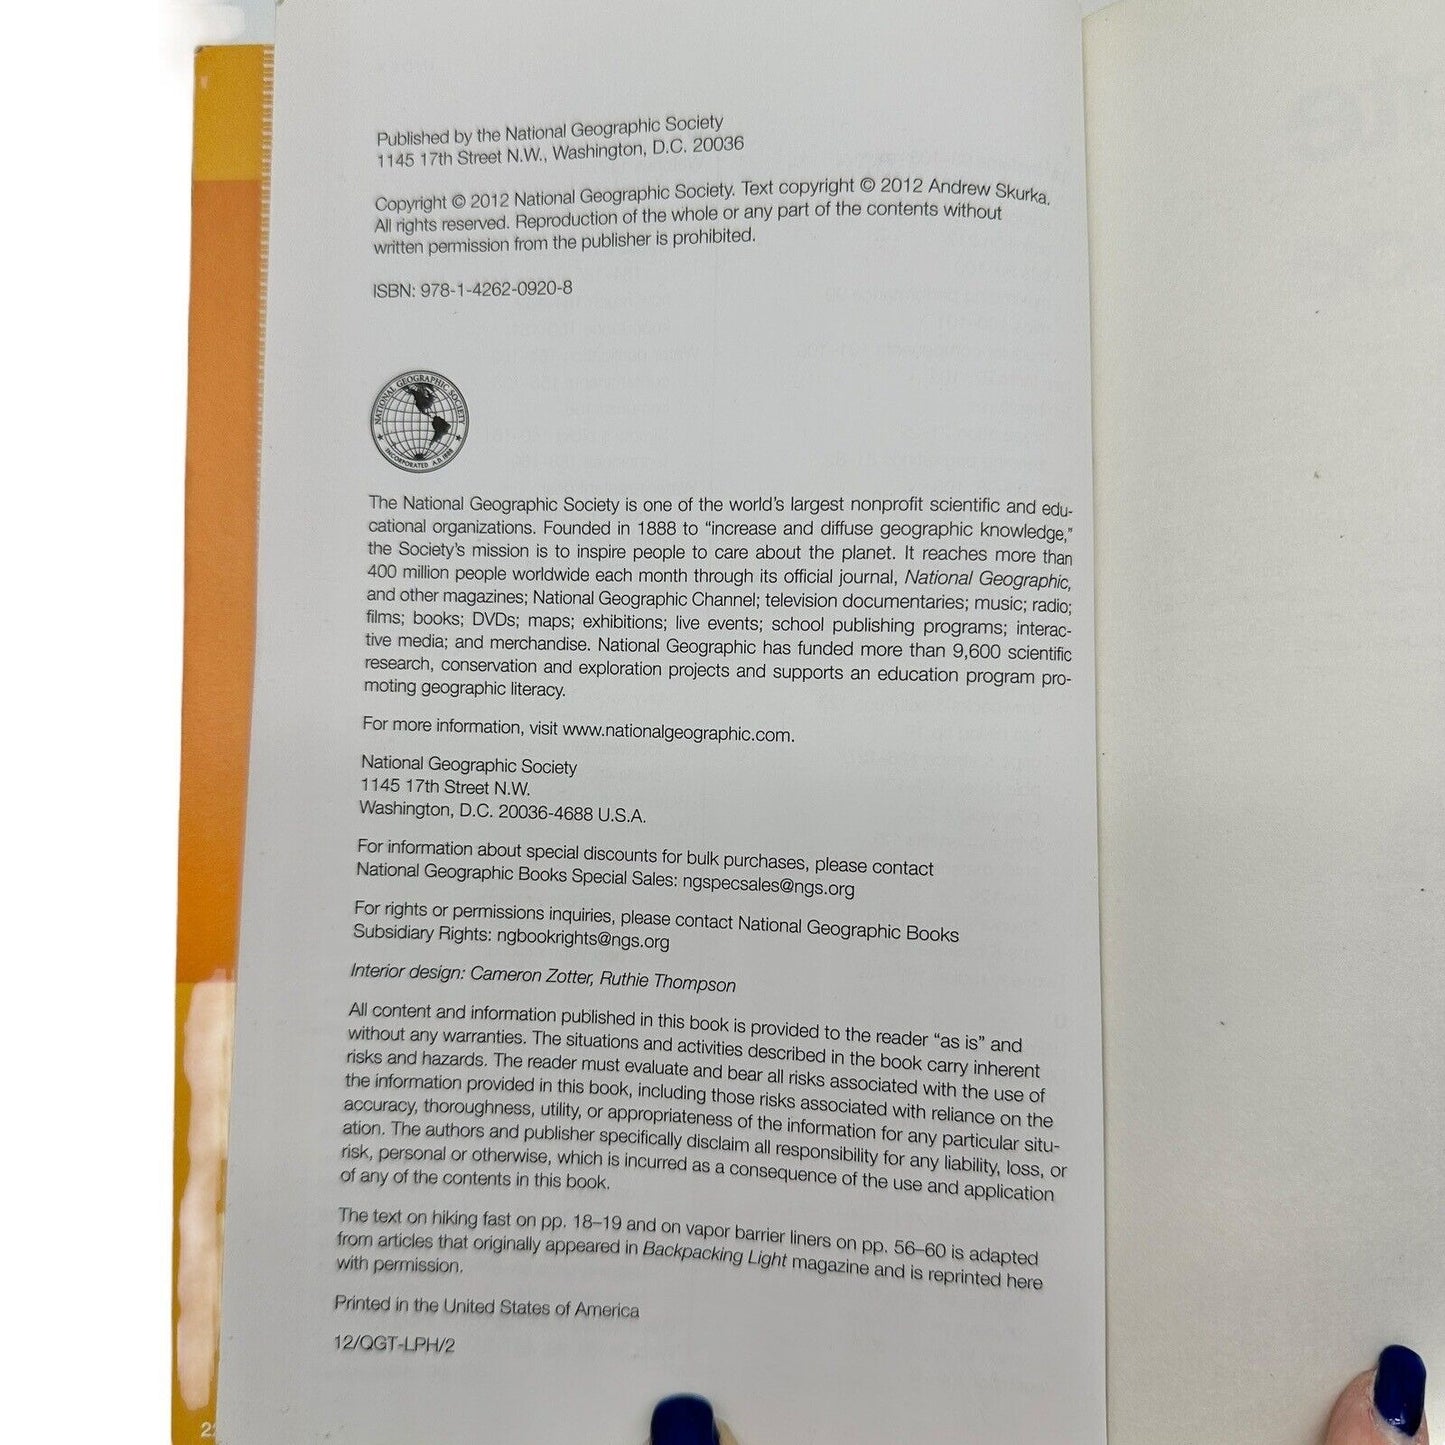 Published by the National Geographic Society
1145 17th Street N.W., Washington, D.C. 20036
Copyright © 2012 National Geographic Society. Text copyright © 2012 Andrew Skurka.
All rights reserved. Reproduction of the whole or any part of the contents without
written permission from the publisher is prohibited.
ISBN: 978-1-4262-0920-8
NATIONAL GEOGRAPHIC SOCIETY
INCORPORATED A.D. 1888
The National Geographic Society is one of the world's largest nonprofit scientific and edu-
cational organizations. Founded in 1888 to "increase and diffuse geographic knowledge,"
the Society's mission is to inspire people to care about the planet. It reaches more than
400 million people worldwide each month through its official journal, National Geographic,
and other magazines; National Geographic Channel; television documentaries; music; radio;
films; books; DVDs; maps; exhibitions; live events; school publishing programs; interac-
tive media; and merchandise. National Geographic has funded more than 9,600 scientific
research, conservation and exploration projects and supports an education program pro-
moting geographic literacy.
For more information, visit www.nationalgeographic.com.
National Geographic Society
1145 17th Street N.W.
Washington, D.C. 20036-4688 U.S.A.
For information about special discounts for bulk purchases, please contact
National Geographic Books Special Sales: ngspecsales@ngs.org
For rights or permissions inquiries, please contact National Geographic Books
Subsidiary Rights: ngbookrights@ngs.org
Interior design: Cameron Zotter, Ruthie Thompson
All content and information published in this book is provided to the reader "as is" and
without any warranties. The situations and activities described in the book carry inherent
risks and hazards. The reader must evaluate and bear all risks associated with the use of
the information provided in this book, including those risks associated with reliance on the
accuracy, thoroughness, utility, or appropriateness of the information for any particular situ-
ation. The authors and publisher specifically disclaim all responsibility for any liability, loss, or
risk, personal or otherwise, which is incurred as a consequence of the use and application
of any of the contents in this book.
The text on hiking fast on pp. 18–19 and on vapor barrier liners on pp. 56–60 is adapted
from articles that originally appeared in Backpacking Light magazine and is reprinted here
with permission.
Printed in the United States of America
12/QGT-LPH/2